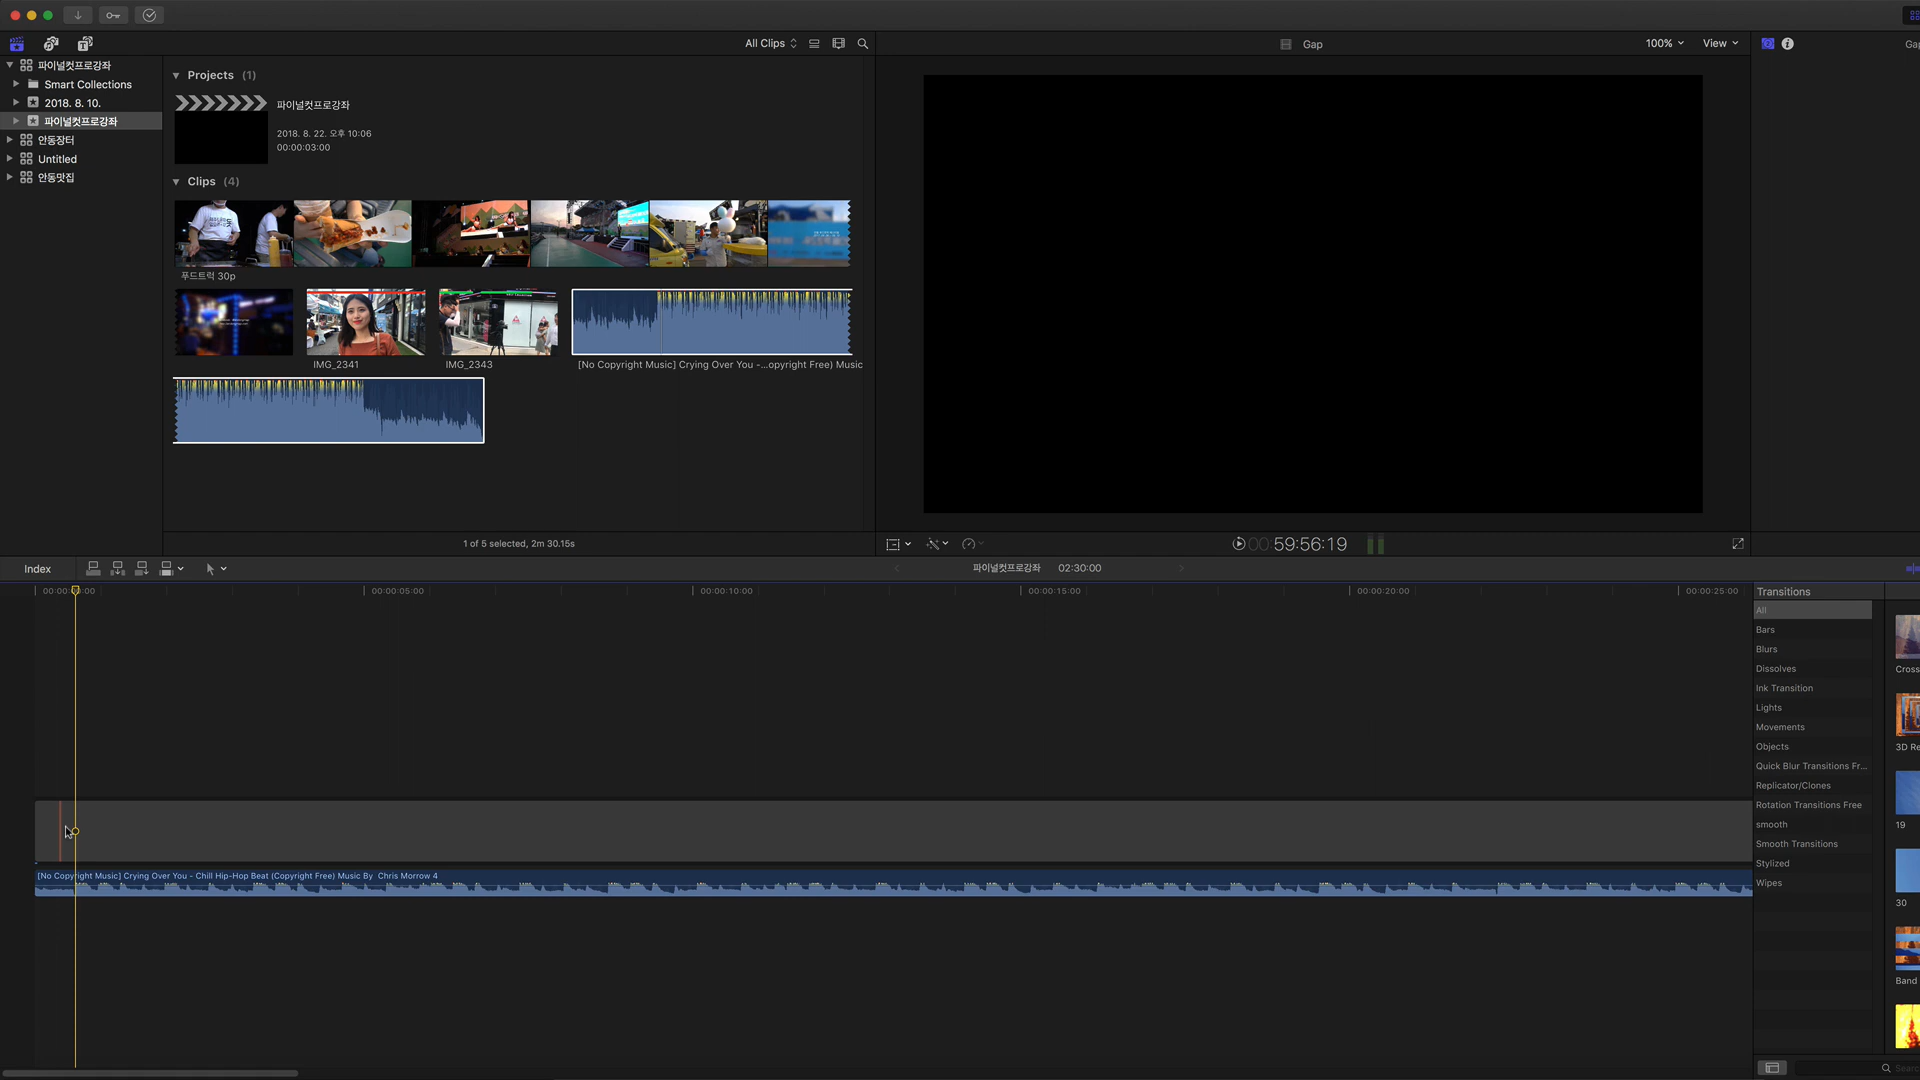 All Clips
Gap
100%
View
파이널컷프로강좌
Smart Collections
2018. 8. 10.
파이널컷프로강좌
안동장터
Untitled
안동맛집
Projects (1)
파이널컷프로강좌
2018. 8. 22. 오후 10:06
00:00:03:00
Clips (4)
푸드트럭 30p
IMG_2341
IMG_2343
[No Copyright Music] Crying Over You -...opyright Free) Music
1 of 5 selected, 2m 30.15s
00:59:56:19
Index
파이널컷프로강좌
02:30:00
00:00:05:00
00:00:10:00
00:00:15:00
00:00:20:00
00:00:25:00
[No Copyright Music] Crying Over You - Chill Hip-Hop Beat (Copyright Free) Music By Chris Morrow 4
Transitions
All
Bars
Blurs
Dissolves
Ink Transition
Lights
Movements
Objects
Quick Blur Transitions Fr...
Replicator/Clones
Rotation Transitions Free
smooth
Smooth Transitions
Stylized
Wipes
Cross
3D Re
19
30
Band